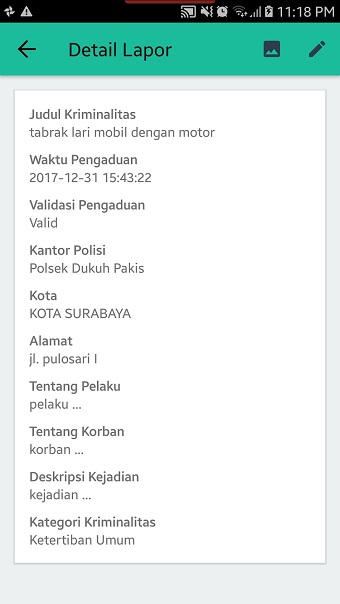 11:18 PM
Detail Lapor
Judul Kriminalitas
tabrak lari mobil dengan motor
Waktu Pengaduan
2017-12-31 15:43:22
Validasi Pengaduan
Valid
Kantor Polisi
Polsek Dukuh Pakis
Kota
KOTA SURABAYA
Alamat
jl. pulosari I
Tentang Pelaku
pelaku ...
Tentang Korban
korban ...
Deskripsi Kejadian
kejadian ...
Kategori Kriminalitas
Ketertiban Umum